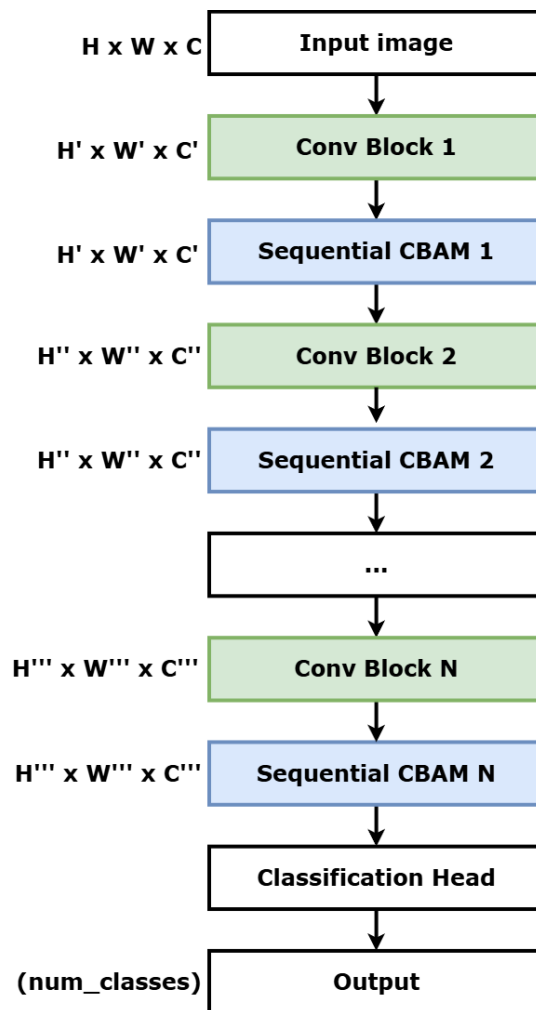 H x W x C
Input image
H' x W' x C'
Conv Block 1
H' x W' x C'
Sequential CBAM 1
H'' x W'' x C''
Conv Block 2
H'' x W'' x C''
Sequential CBAM 2
...
H''' x W''' x C'''
Conv Block N
H''' x W''' x C'''
Sequential CBAM N
Classification Head
(num_classes)
Output